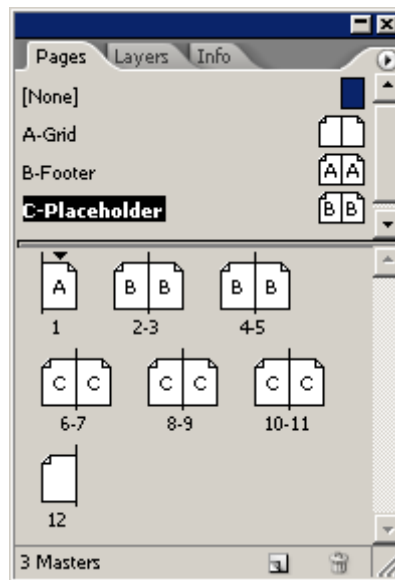 Pages Layers Info
[None]
A-Grid
B-Footer A A
C-Placeholder B B
A B B B B
1 2-3 4-5
C C C C C C
6-7 8-9 10-11
12
3 Masters